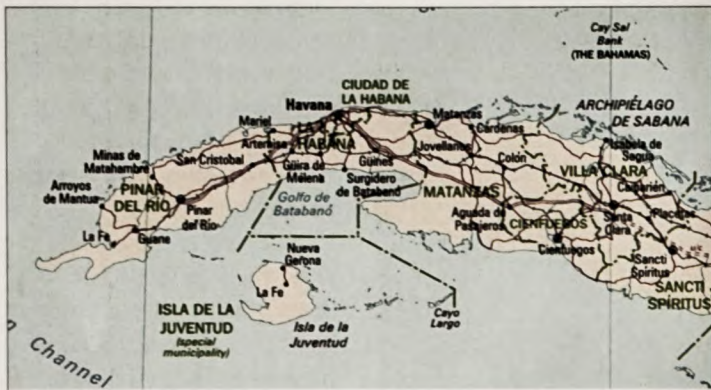 Cay Sal
Bank
(THE BAHAMAS)
CIUDAD DE
LA HABANA
Havana
Mariel
Matanzas
Cárdenas
ARCHIPIÉLAGO
DE SABANA
Artemisa
LA
HABANA
Minas de
Matahambre
San Cristobal
Güira de
Melena
Güines
Surgidero
de Batabanó
Jovellanos
Colón
Isabela de
Sagua
VILLA CLARA
Caibarién
Arroyos
de Mantua
PINAR
DEL RÍO
Pinar
del Río
Golfo de
Batabanó
MATANZAS
Aguada de
Pasajeros
CIENFUEGOS
Cienfuegos
Santa
Clara
Placetas
La Fe
Guane
Nueva
Gerona
La Fe
Sancti
Spíritus
SANCTI
SPÍRITUS
ISLA DE LA
JUVENTUD
(special
municipality)
Isla de la
Juventud
Cayo
Largo
n Channel